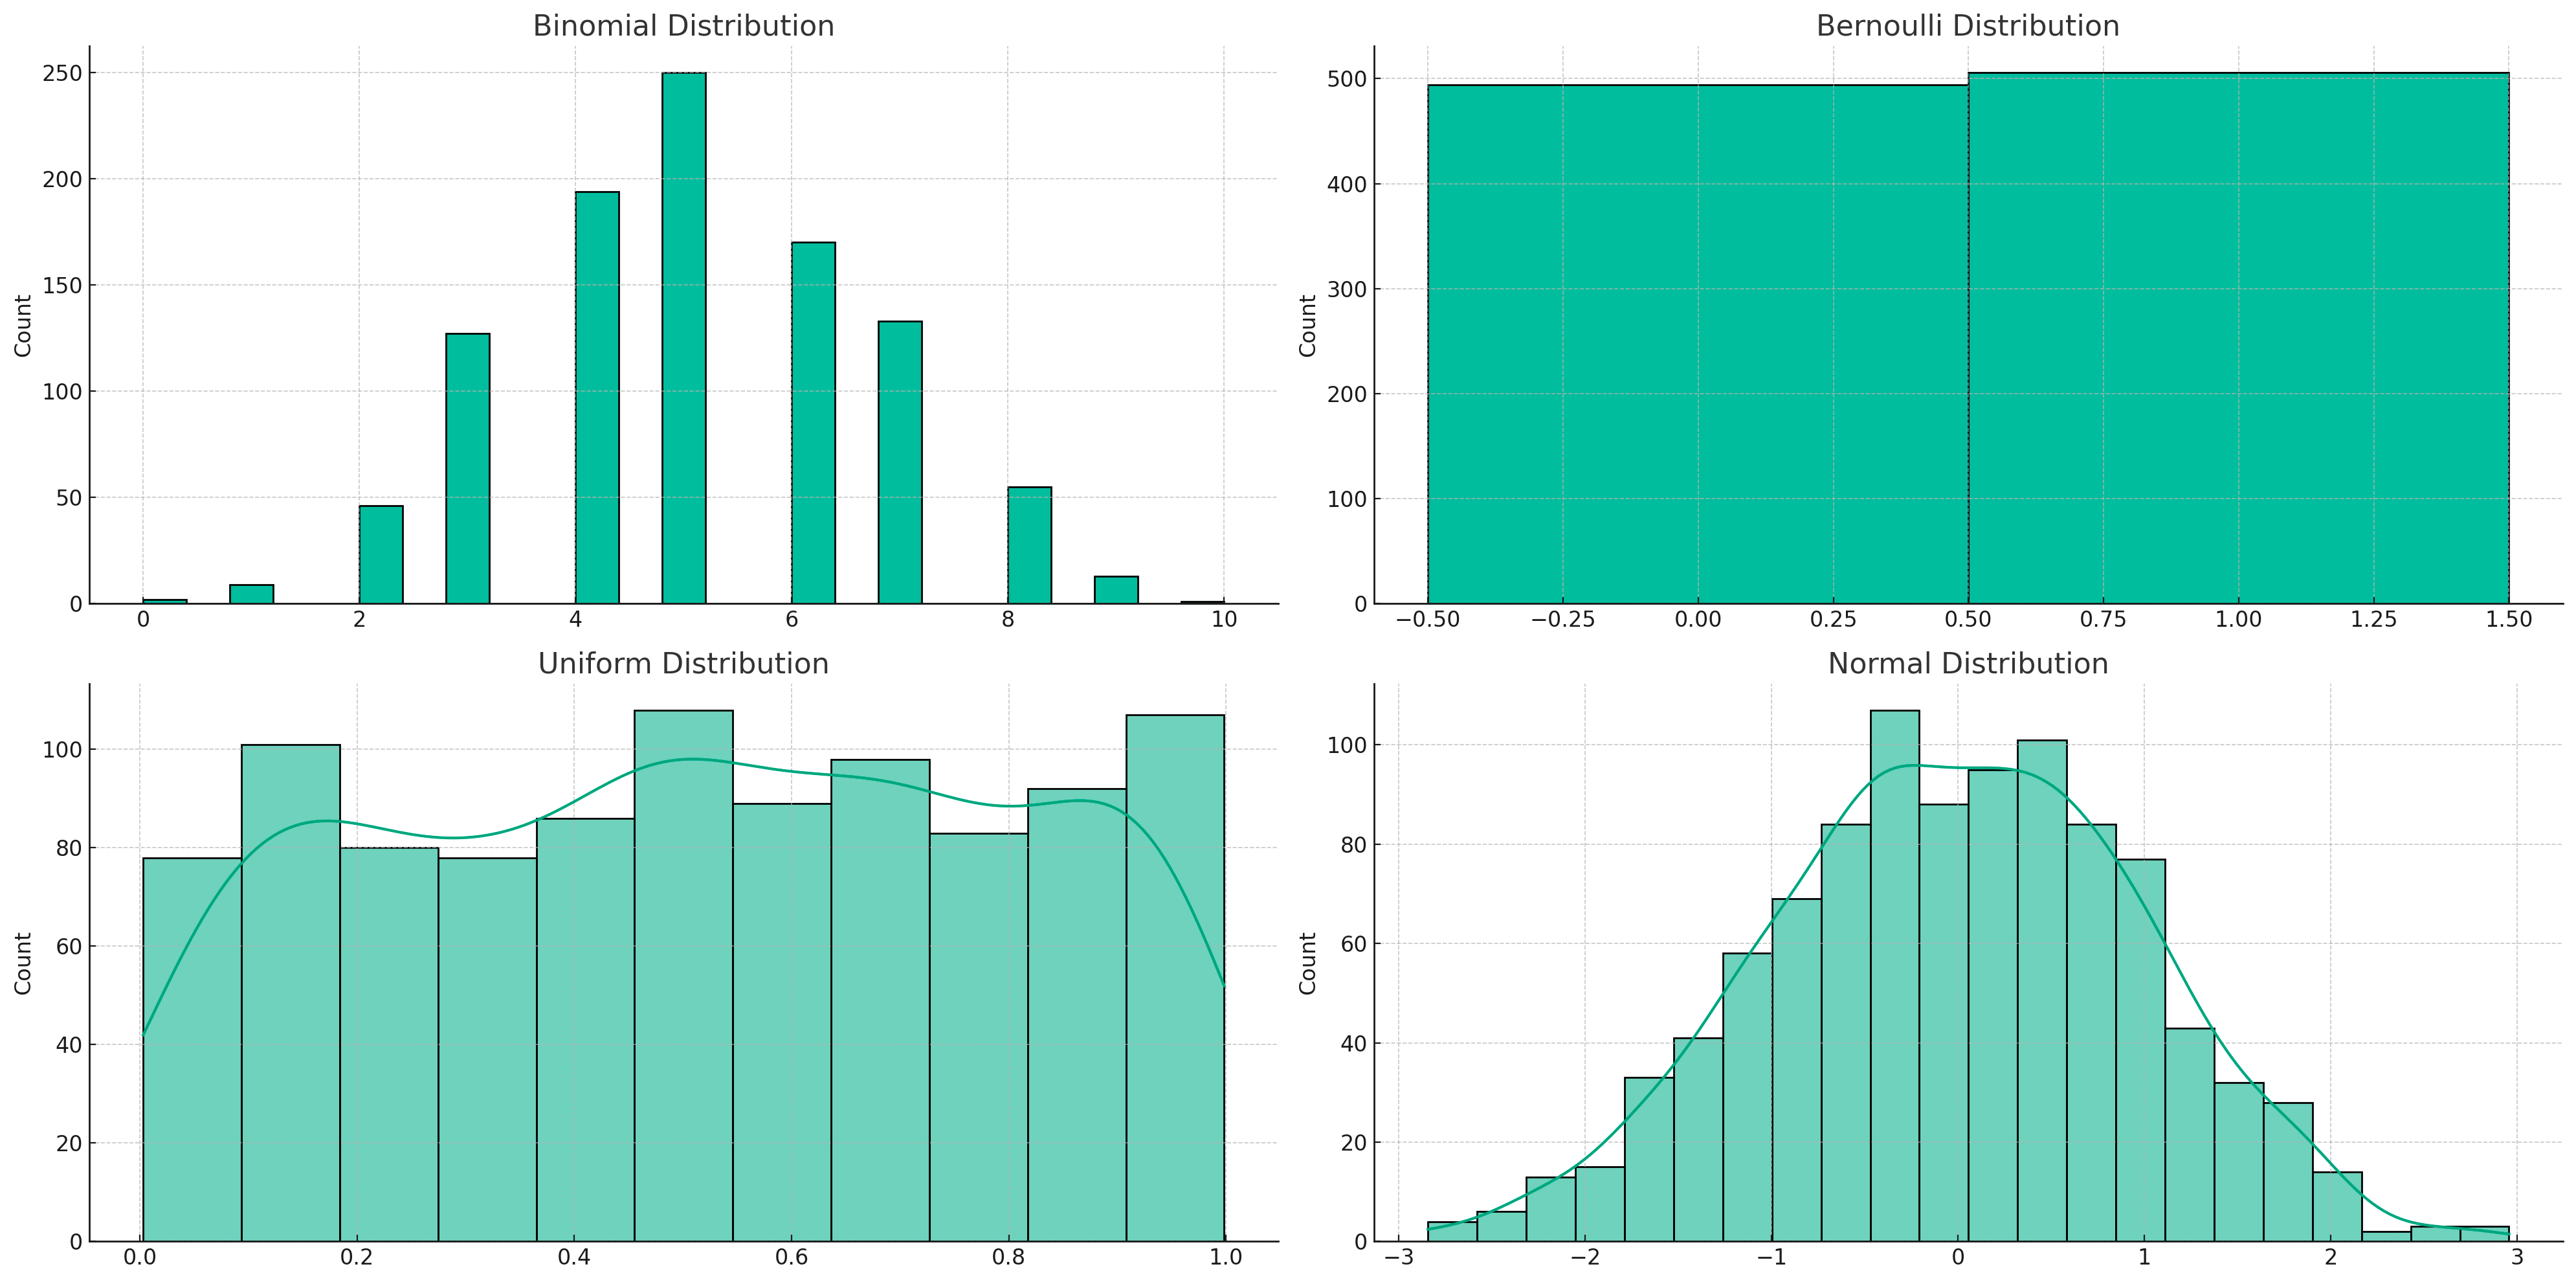 Binomial Distribution
Count
250
200
150
100
50
0
0 2 4 6 8 10
Bernoulli Distribution
Count
500
400
300
200
100
0
−0.50 −0.25 0.00 0.25 0.50 0.75 1.00 1.25 1.50
Uniform Distribution
Count
100
80
60
40
20
0
0.0 0.2 0.4 0.6 0.8 1.0
Normal Distribution
Count
100
80
60
40
20
0
−3 −2 −1 0 1 2 3